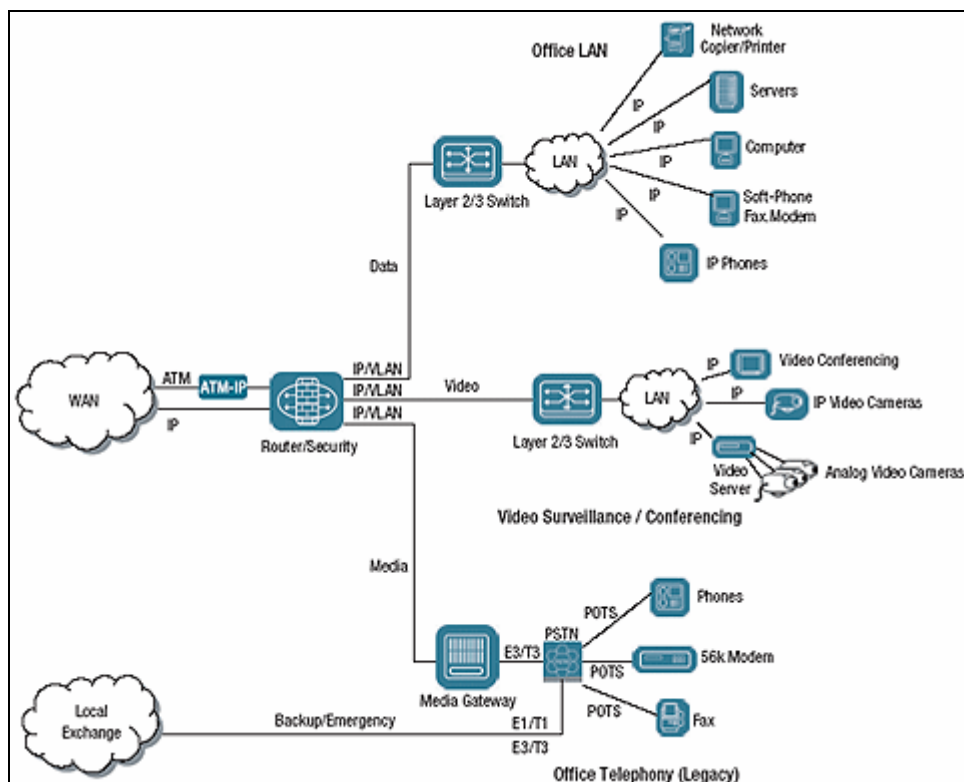 Office LAN
Network
Copier/Printer
IP
Servers
IP
Computer
IP
Soft-Phone
Fax, Modem
IP
IP Phones
IP
LAN
Layer 2/3 Switch
Data
WAN
ATM
ATM-IP
IP
Router/Security
IP/VLAN
IP/VLAN
IP/VLAN
Video
Layer 2/3 Switch
LAN
IP
Video Conferencing
IP
IP Video Cameras
IP
Video
Server
Analog Video Cameras
Video Surveillance / Conferencing
Media
Media Gateway
E3/T3
PSTN
POTS
Phones
POTS
56k Modem
POTS
Fax
Local
Exchange
Backup/Emergency
E1/T1
E3/T3
Office Telephony (Legacy)